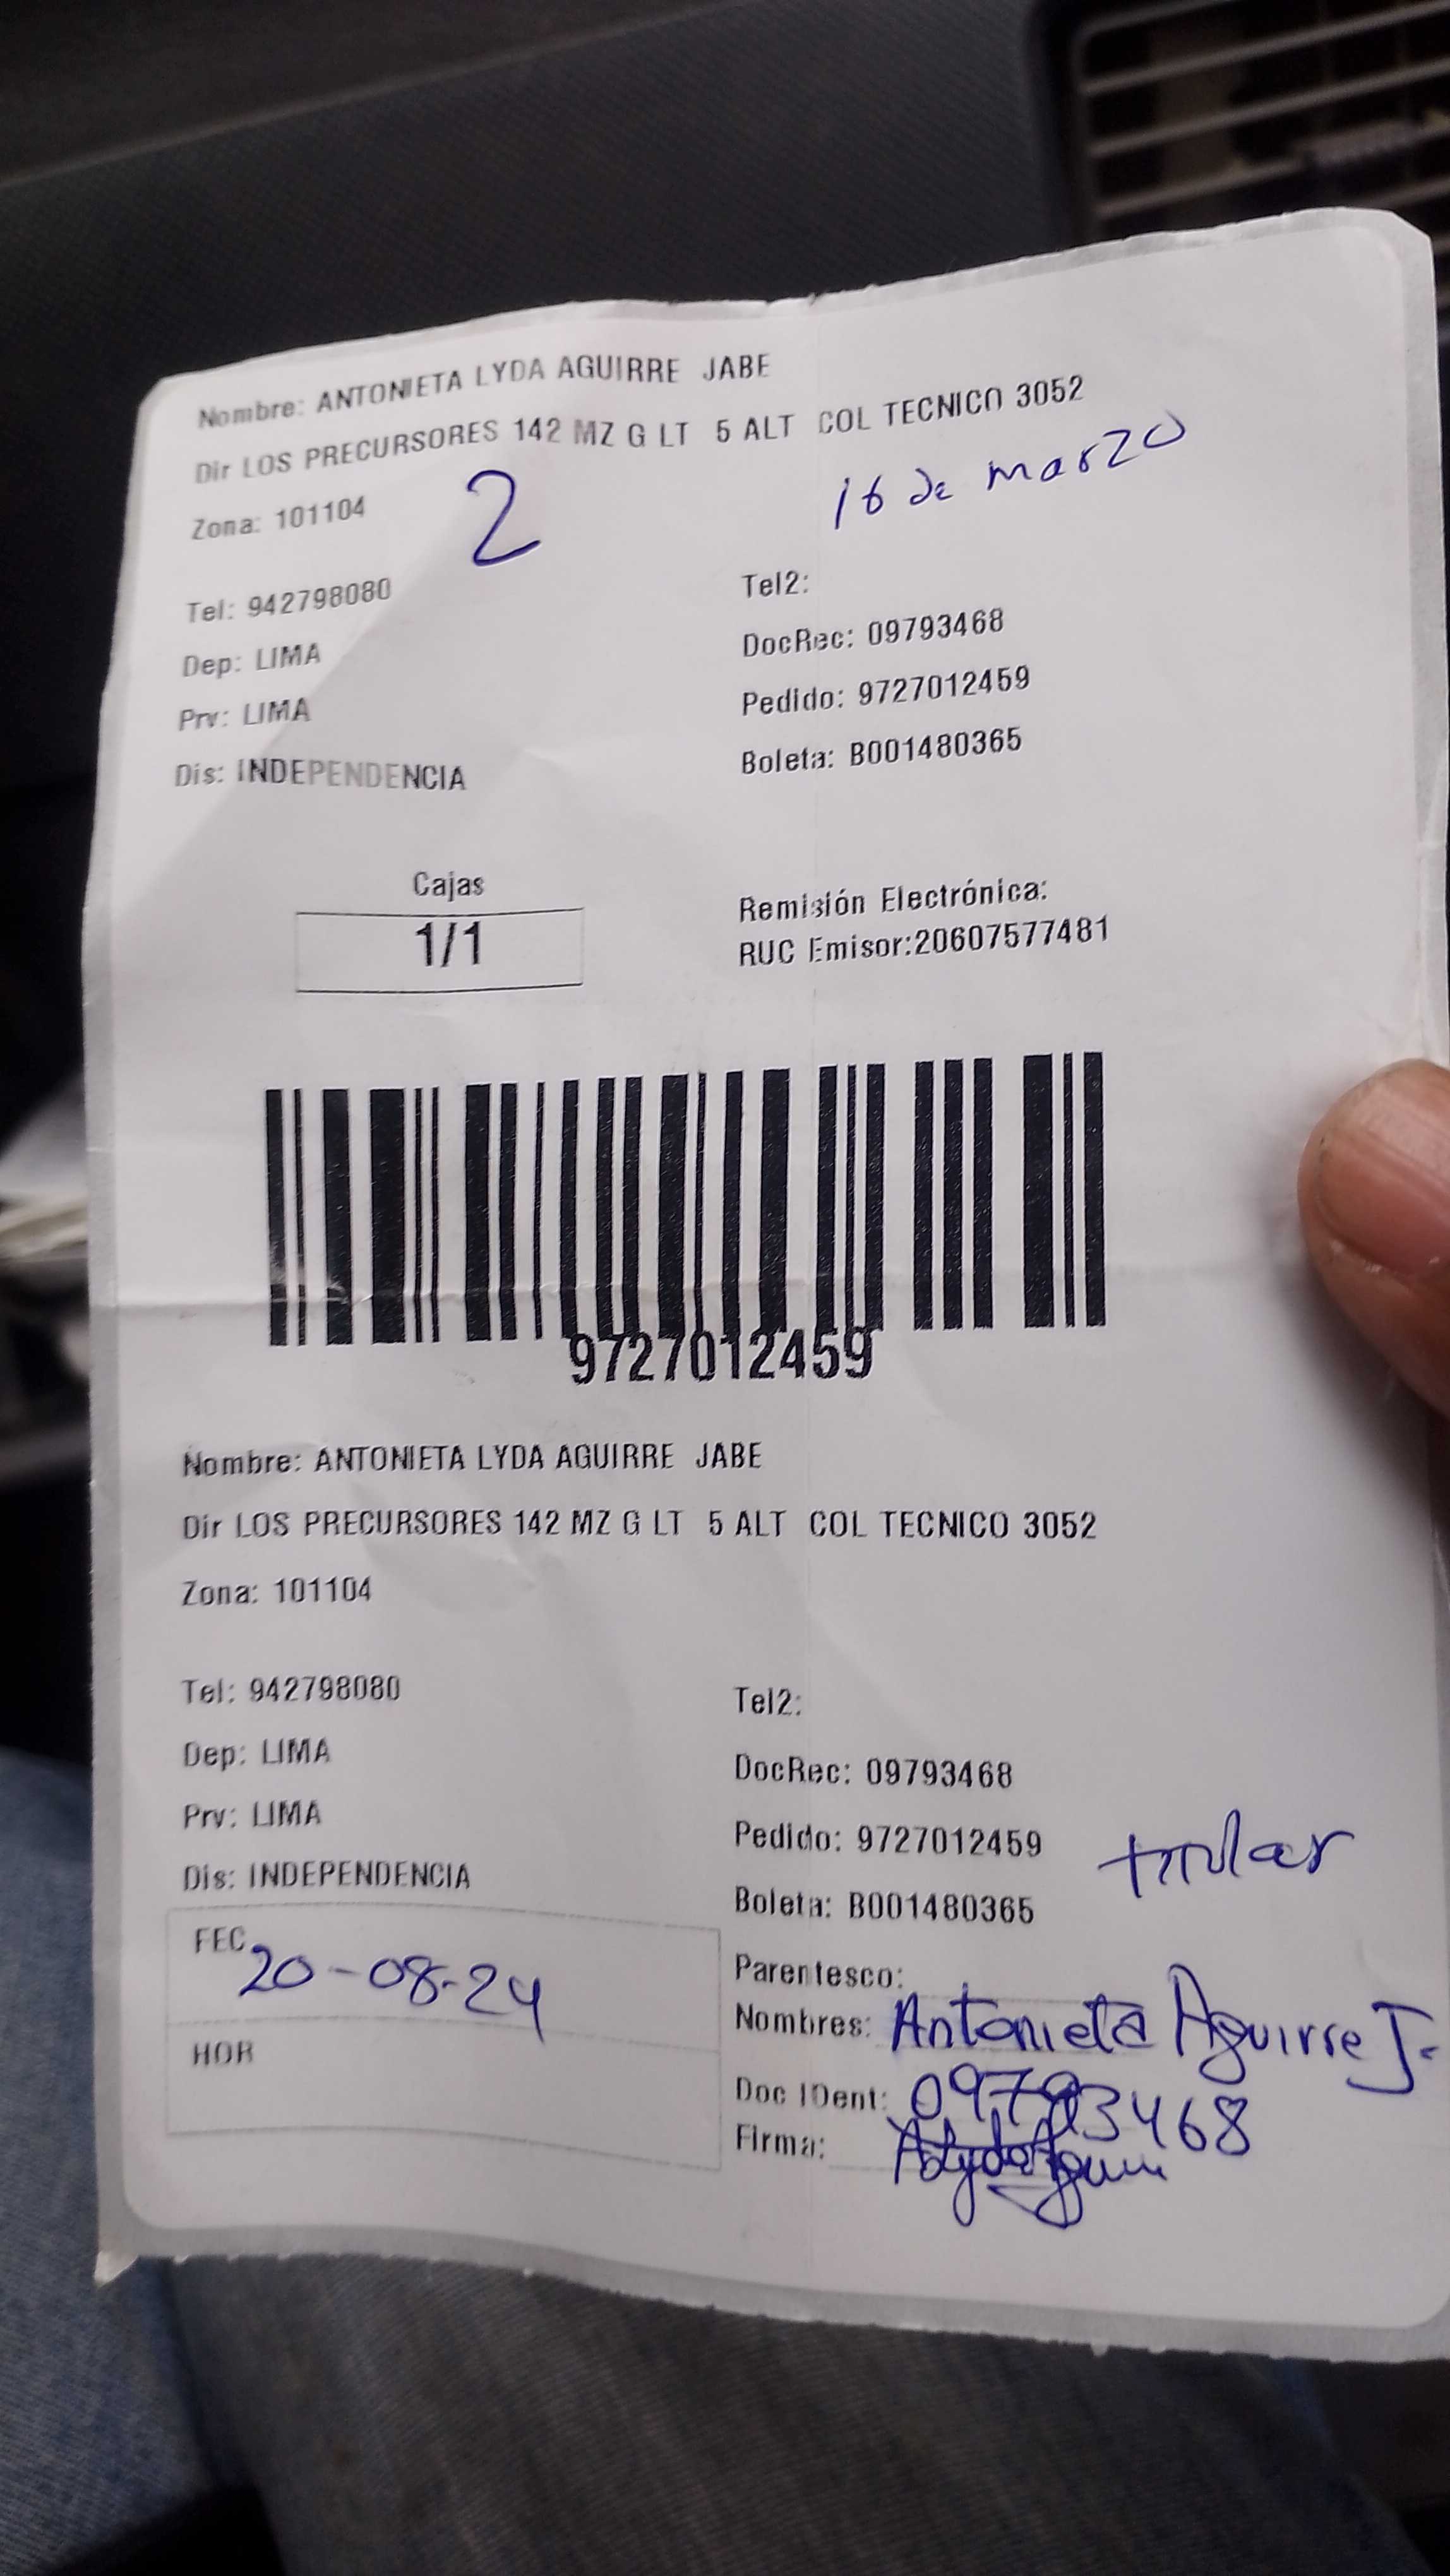 Nombre: ANTONIETA LYDA AGUIRRE JABE
Dir LOS PRECURSORES 142 MZ G LT 5 ALT COL TECNICO 3052
Zona: 101104
2
16 de marzo
Tel: 942798080
Tel2:
Dep: LIMA
DocRec: 09793468
Prv: LIMA
Pedido: 9727012459
Dis: INDEPENDENCIA
Boleta: B001480365
Cajas
1/1
Remisión Electrónica:
RUC Emisor:20607577481
9727012459
Nombre: ANTONIETA LYDA AGUIRRE JABE
Dir LOS PRECURSORES 142 MZ G LT 5 ALT COL TECNICO 3052
Zona: 101104
Tel: 942798080
Tel2:
Dep: LIMA
DocRec: 09793468
Prv: LIMA
Pedido: 9727012459
titular
Dis: INDEPENDENCIA
Boleta: B001480365
FEC 20-08-24
HOR
Parentesco:
Nombres: Antonieta Aguirre J.
Doc IDent: 09793468
Firma: